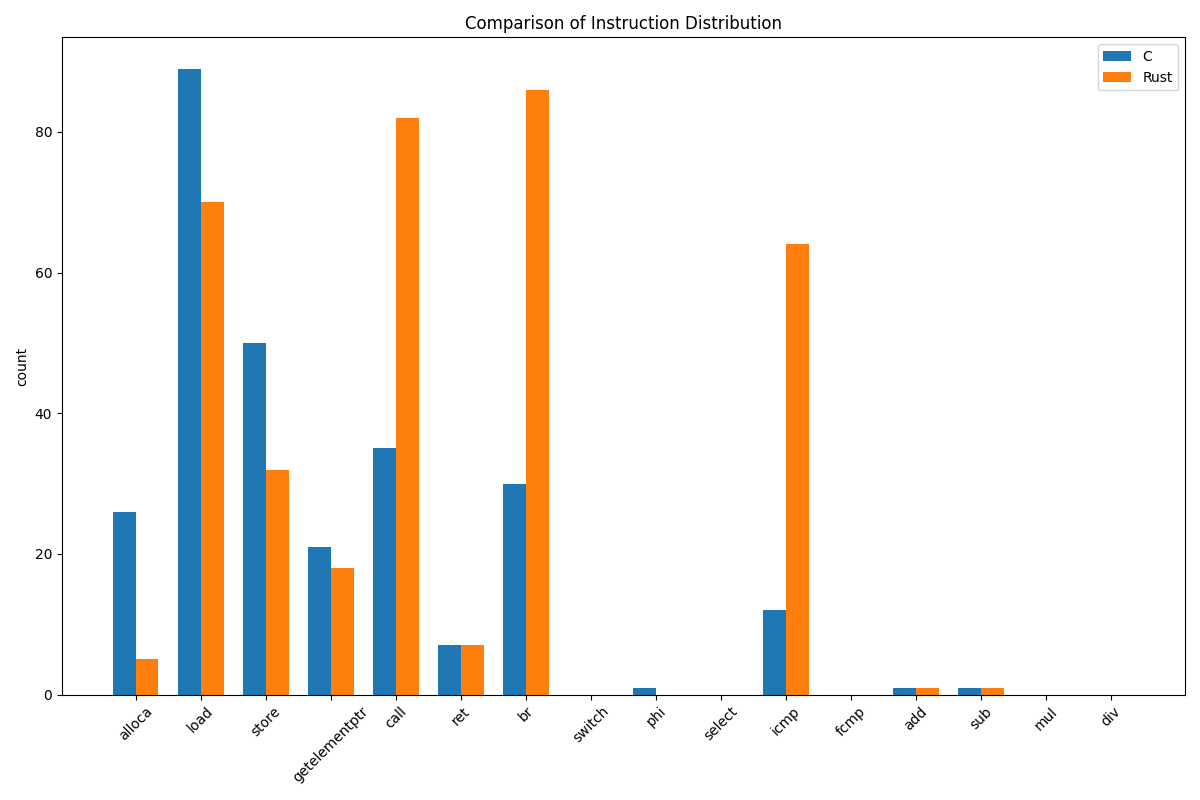 Comparison of Instruction Distribution
C
Rust
count
80
60
40
20
0
alloca
load
store
getelementptr
call
ret
br
switch
phi
select
icmp
fcmp
add
sub
mul
div